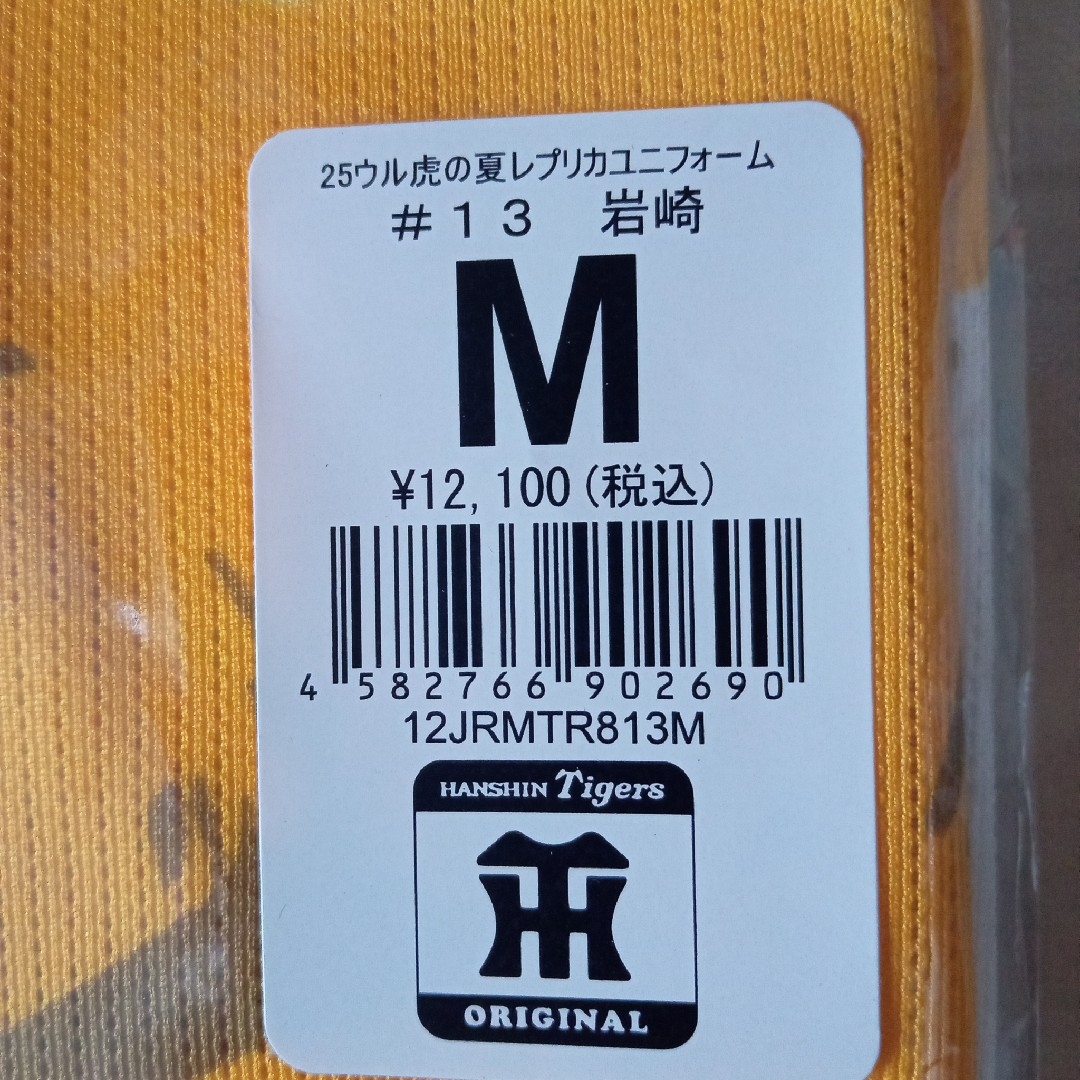 25ウル虎の夏レプリカユニフォーム
＃１３　岩崎
M
¥12,100(税込)
4 582766 902690
12JRMTR813M
HANSHIN Tigers
HT
ORIGINAL